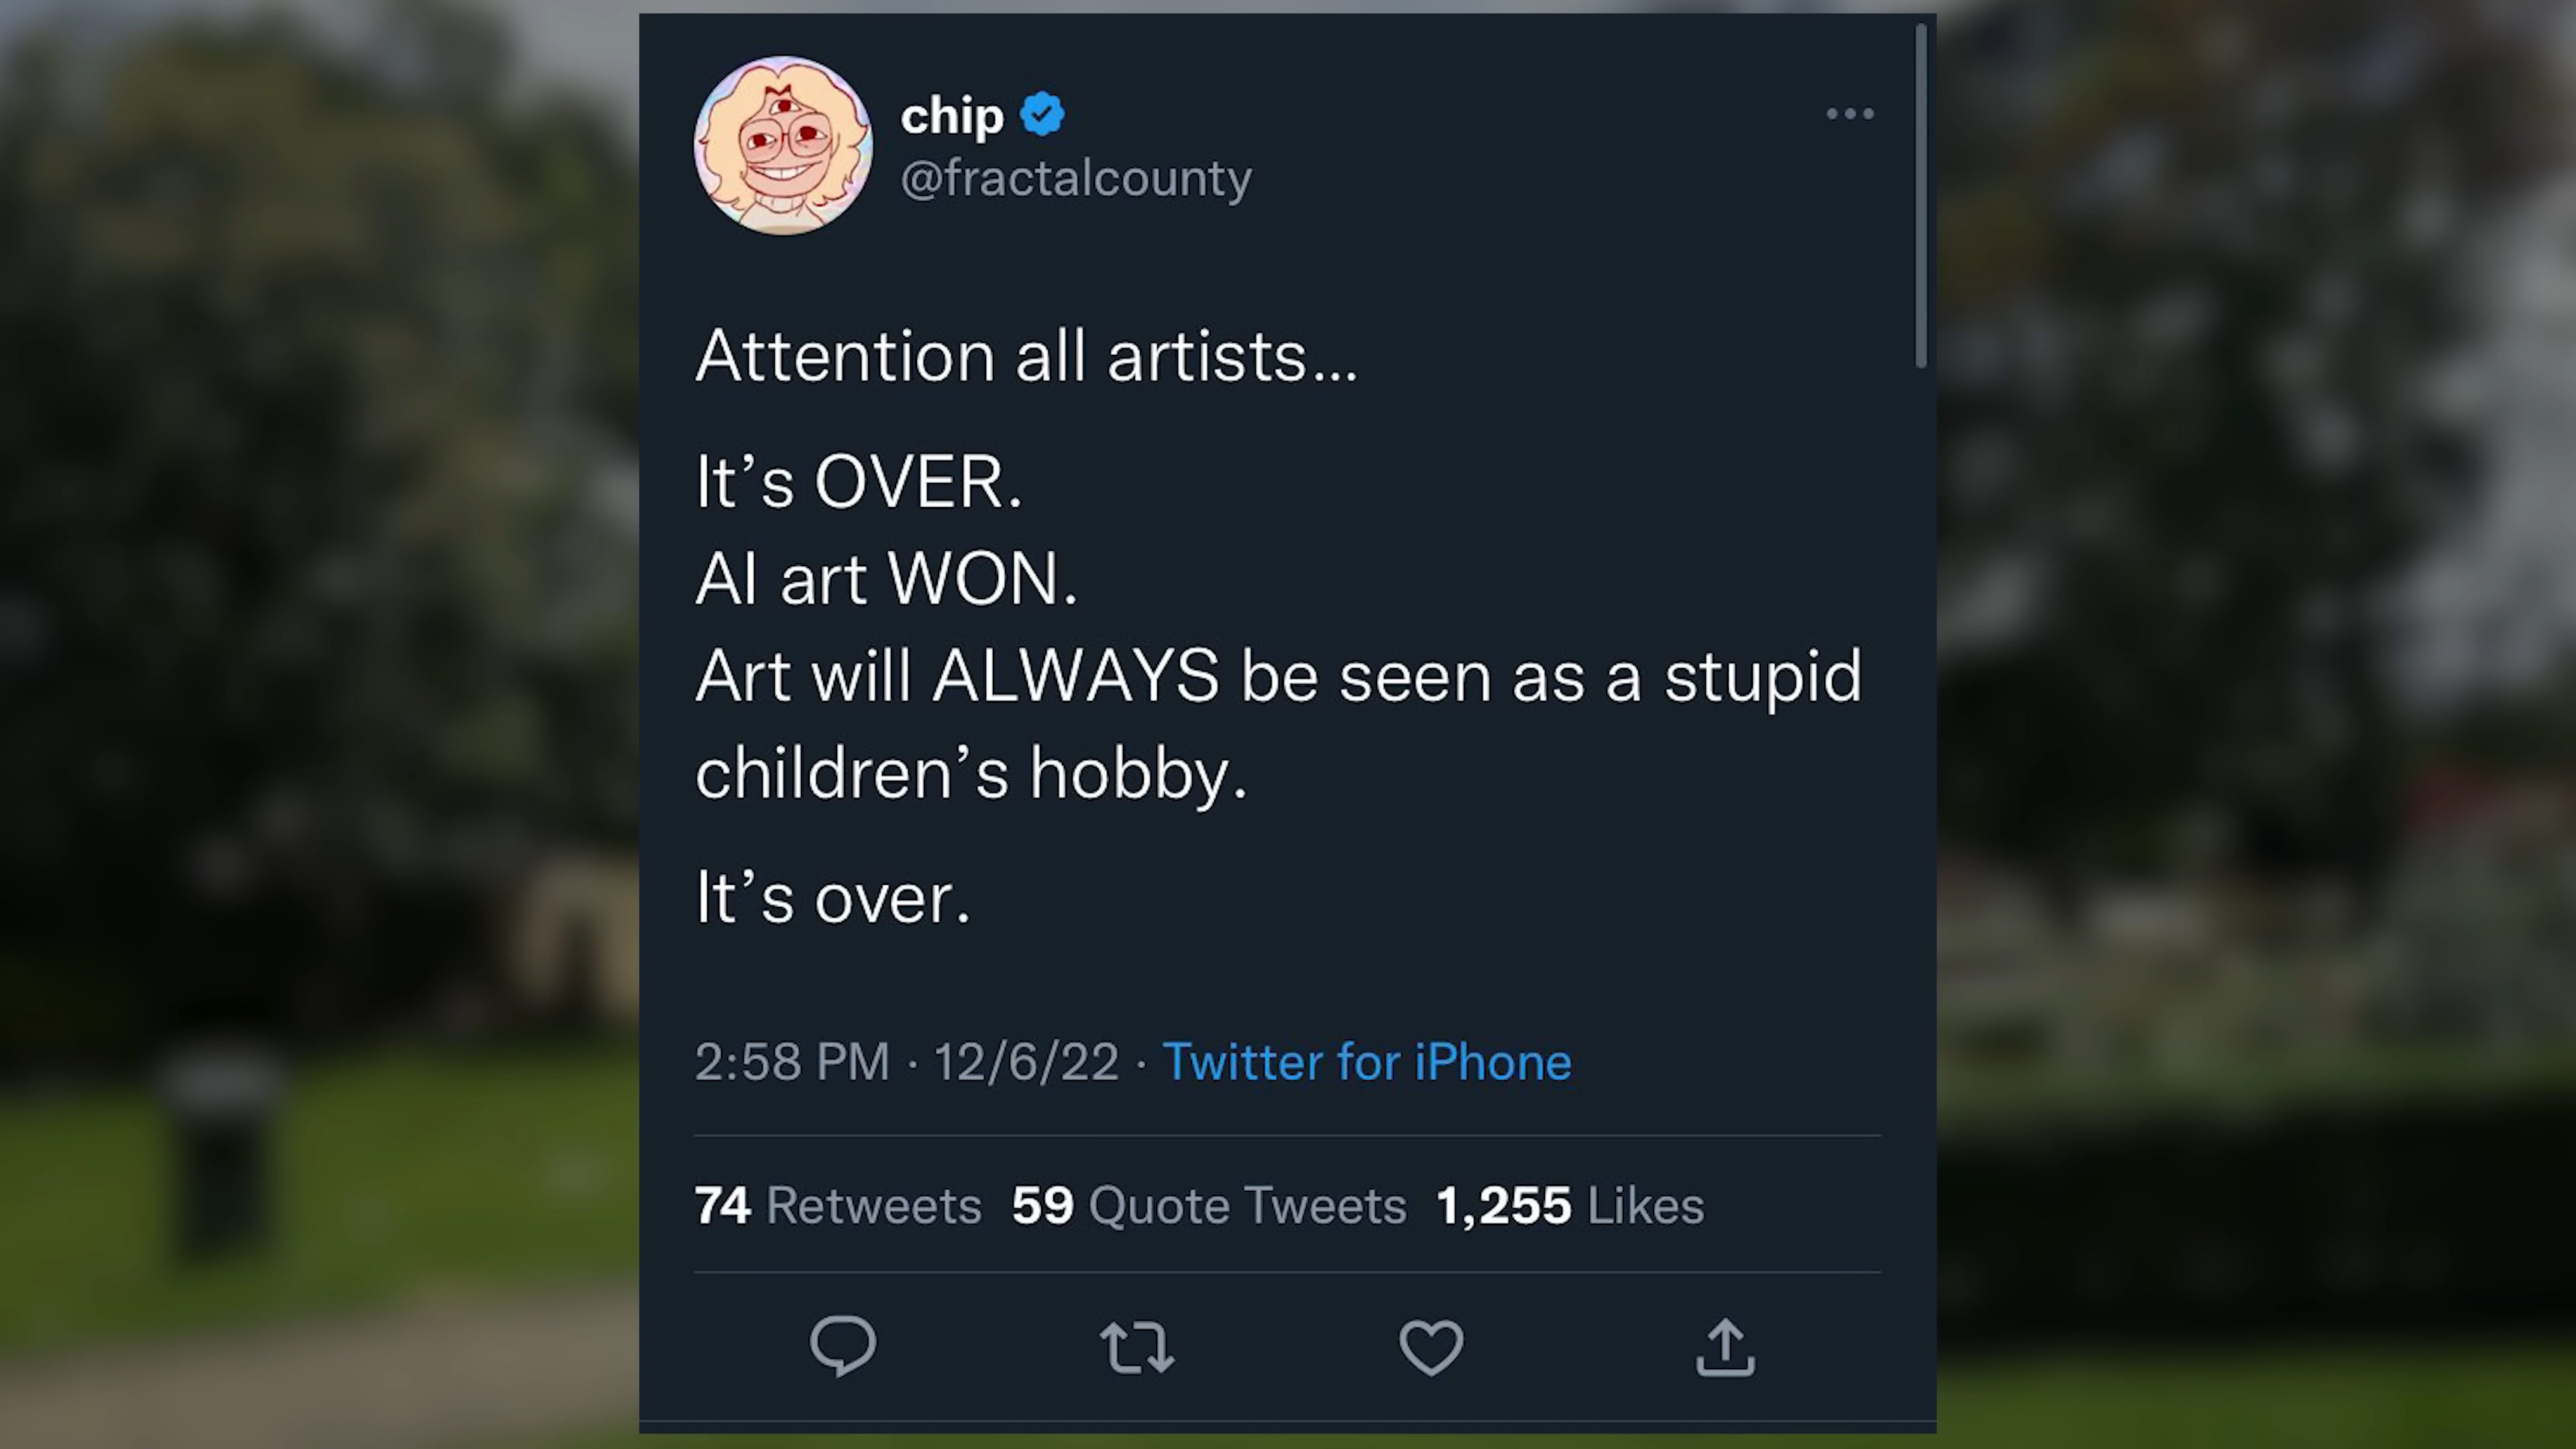 chip
@fractalcounty
Attention all artists...
It’s OVER.
AI art WON.
Art will ALWAYS be seen as a stupid
children’s hobby.
It’s over.
2:58 PM · 12/6/22 · Twitter for iPhone
74 Retweets 59 Quote Tweets 1,255 Likes